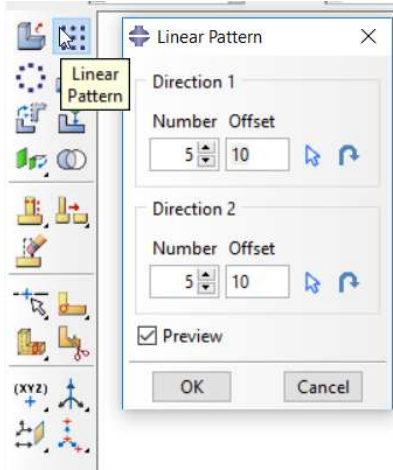 Linear Pattern
Linear
Pattern
Direction 1
Number Offset
5 10
Direction 2
Number Offset
5 10
Preview
OK Cancel
(XYZ)